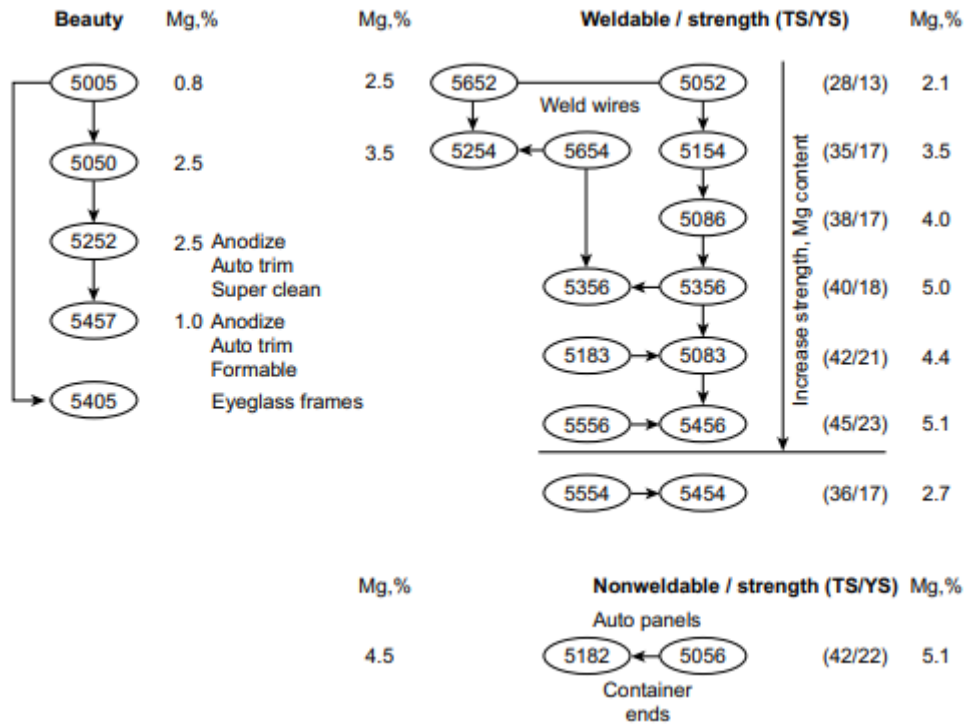 Beauty Mg,% Mg,% Weldable / strength (TS/YS) Mg,%
5005 0.8 2.5 5652 5052 (28/13) 2.1
Weld wires
5050 2.5 3.5 5254 5654 5154 (35/17) 3.5
5086 (38/17) 4.0
5252 2.5 Anodize
Auto trim
Super clean
5356 5356 (40/18) 5.0
5457 1.0 Anodize
Auto trim
Formable
5183 5083 (42/21) 4.4
5405 Eyeglass frames
5556 5456 (45/23) 5.1
Increase strength, Mg content
5554 5454 (36/17) 2.7
Mg,% Nonweldable / strength (TS/YS) Mg,%
Auto panels
4.5 5182 5056 (42/22) 5.1
Container
ends